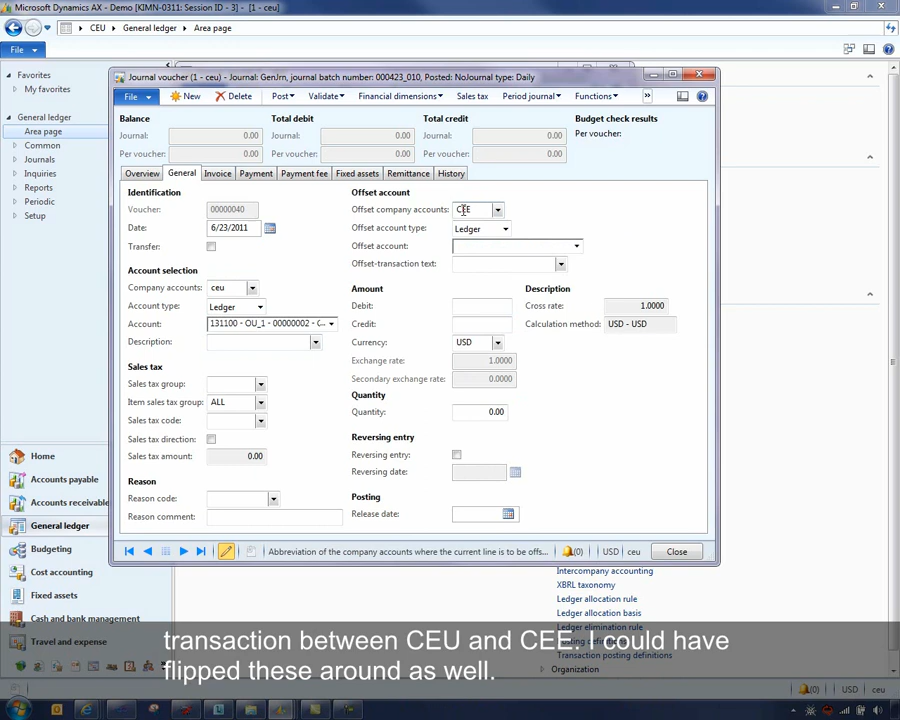 Microsoft Dynamics AX - Demo [KIMN-0311: Session ID - 3] - [1 - ceu]
CEU ▸ General ledger ▸ Area page
File
Favorites
My favorites
General ledger
Area page
Common
Journals
Inquiries
Reports
Periodic
Setup
Home
Accounts payable
Accounts receivable
General ledger
Budgeting
Cost accounting
Fixed assets
Cash and bank management
Travel and expense
Journal voucher (1 - ceu) - Journal: GenJrn, journal batch number: 000423_010, Posted: NoJournal type: Daily
File New Delete Post Validate Financial dimensions Sales tax Period journal Functions »
Balance Total debit Total credit Budget check results
Journal: 0.00 Journal: 0.00 Journal: 0.00 Per voucher:
Per voucher: 0.00 Per voucher: 0.00 Per voucher: 0.00
Overview General Invoice Payment Payment fee Fixed assets Remittance History
Identification
Voucher: 00000040
Date: 6/23/2011
Transfer:
Account selection
Company accounts: ceu
Account type: Ledger
Account: 131100 - OU_1 - 00000002 - C...
Description:
Sales tax
Sales tax group:
Item sales tax group: ALL
Sales tax code:
Sales tax direction:
Sales tax amount: 0.00
Reason
Reason code:
Reason comment:
Offset account
Offset company accounts: CEE
Offset account type: Ledger
Offset account:
Offset-transaction text:
Amount
Debit:
Credit:
Currency: USD
Exchange rate: 1.0000
Secondary exchange rate: 0.0000
Quantity
Quantity: 0.00
Reversing entry
Reversing entry:
Reversing date:
Posting
Release date:
Description
Cross rate: 1.0000
Calculation method: USD - USD
Abbreviation of the company accounts where the current line is to be offs... (0) USD ceu Close
Intercompany accounting
XBRL taxonomy
Ledger allocation rule
Ledger allocation basis
Ledger elimination rule
Posting definitions
Transaction posting definitions
Organization
transaction between CEU and CEE. I could have
flipped these around as well.
(0) USD ceu